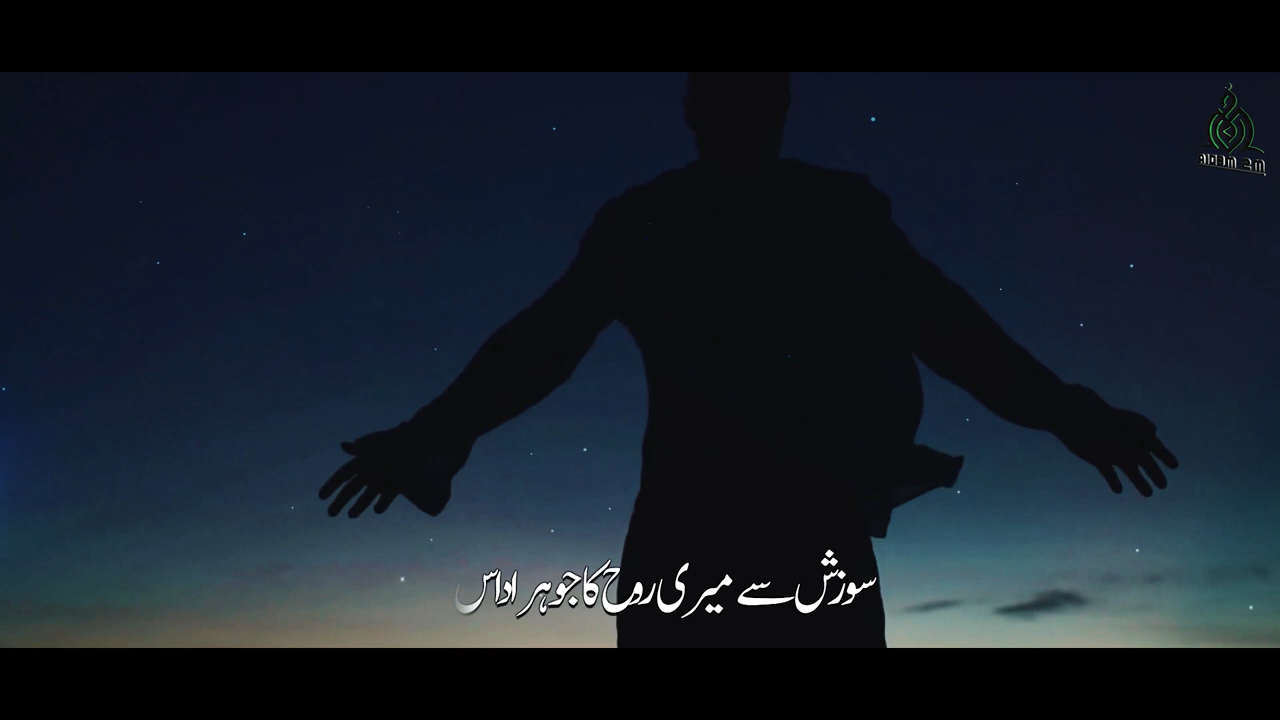 سوزش سے میری روح کا جوہر اداس